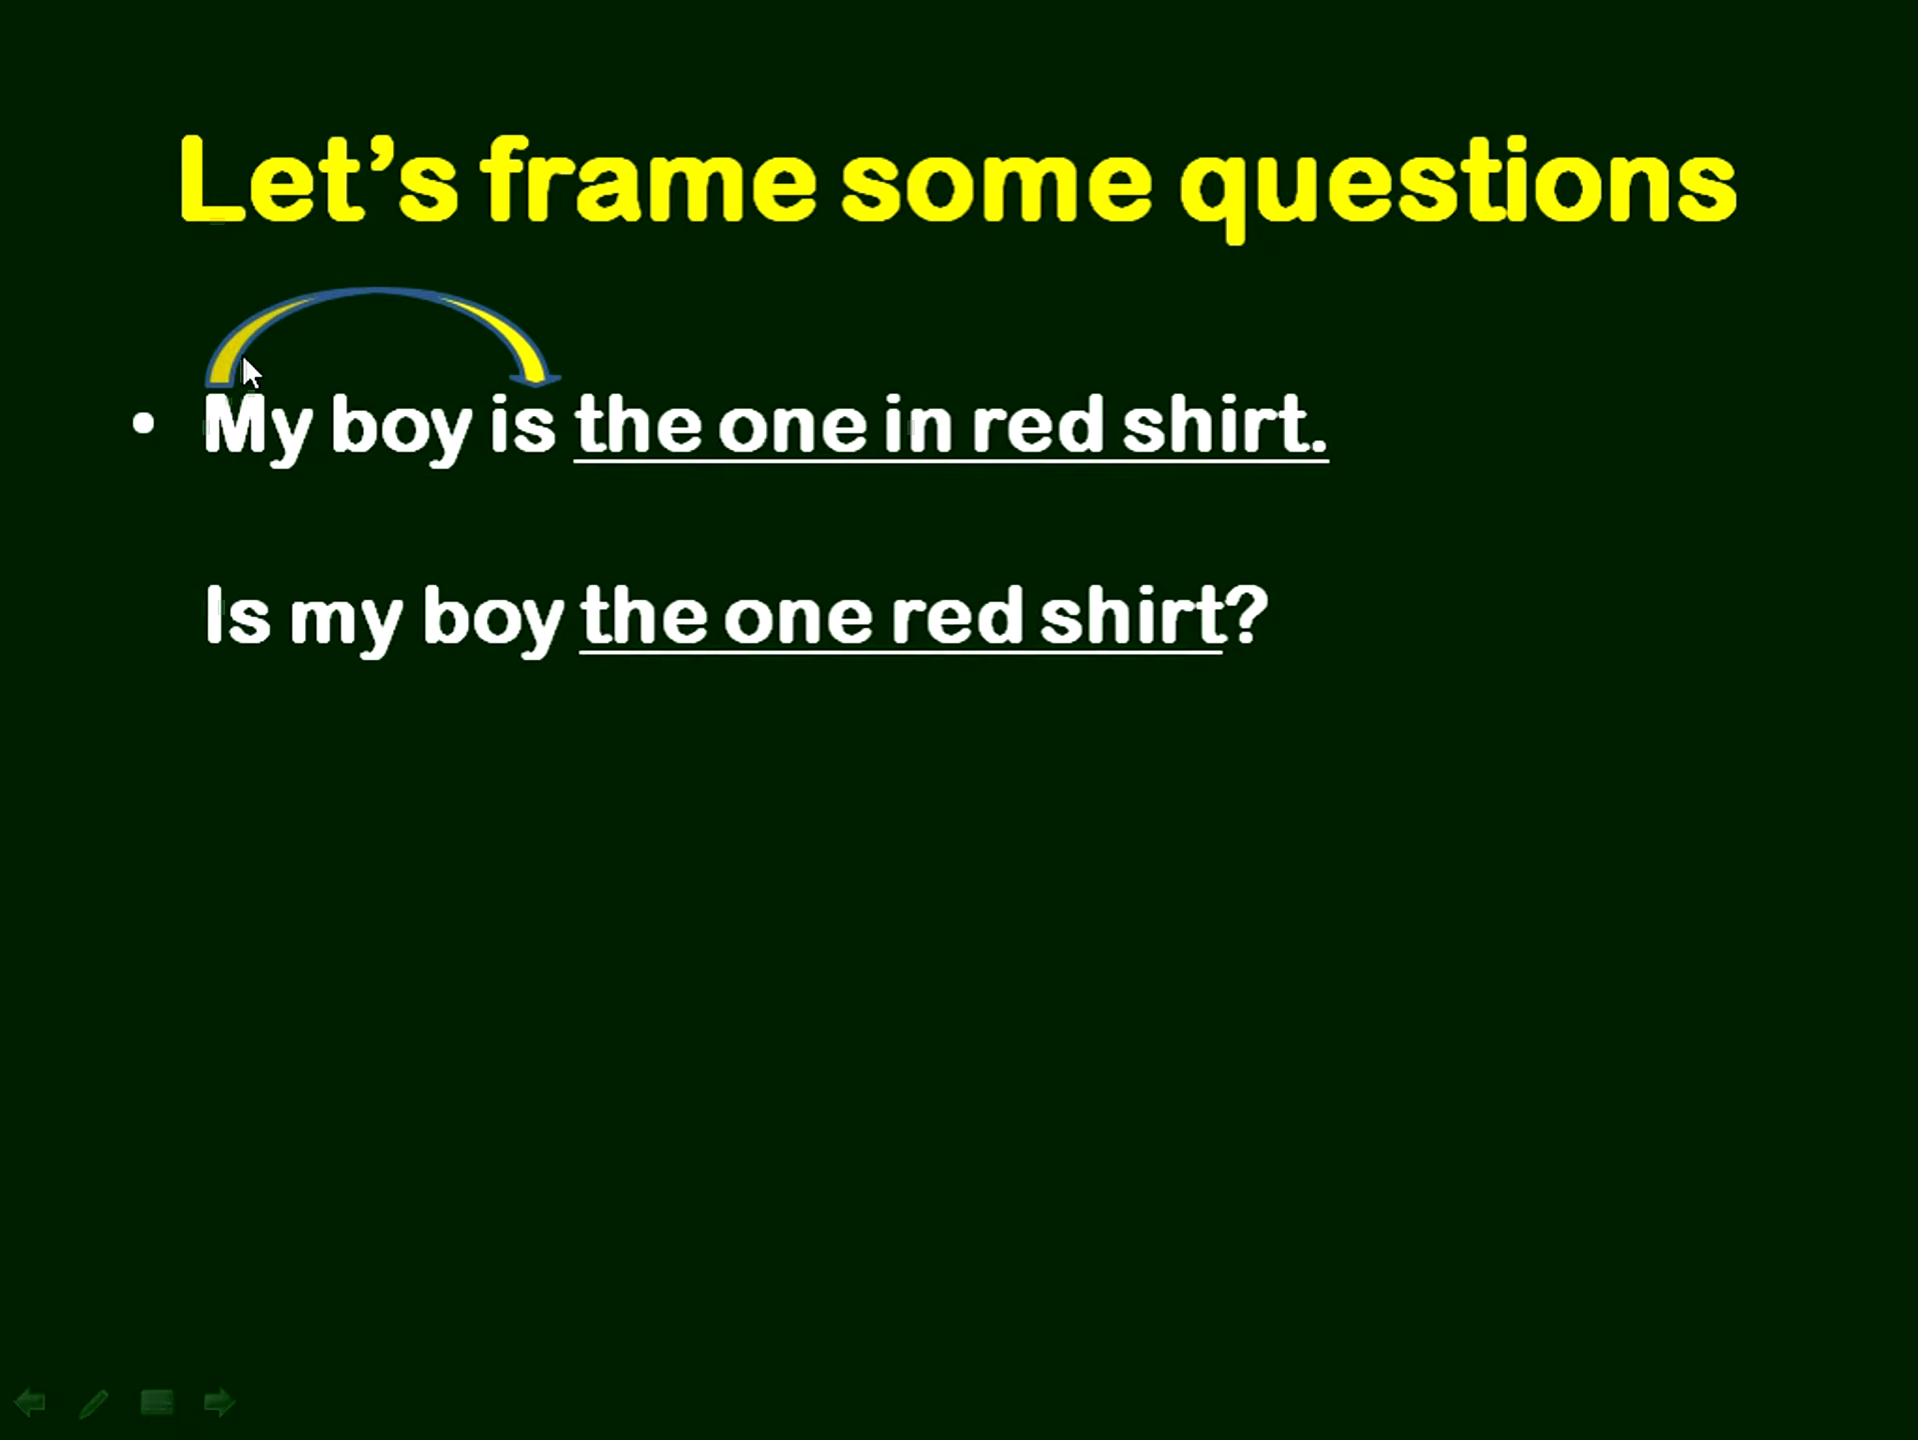 Let’s frame some questions
• My boy is the one in red shirt.
Is my boy the one red shirt?